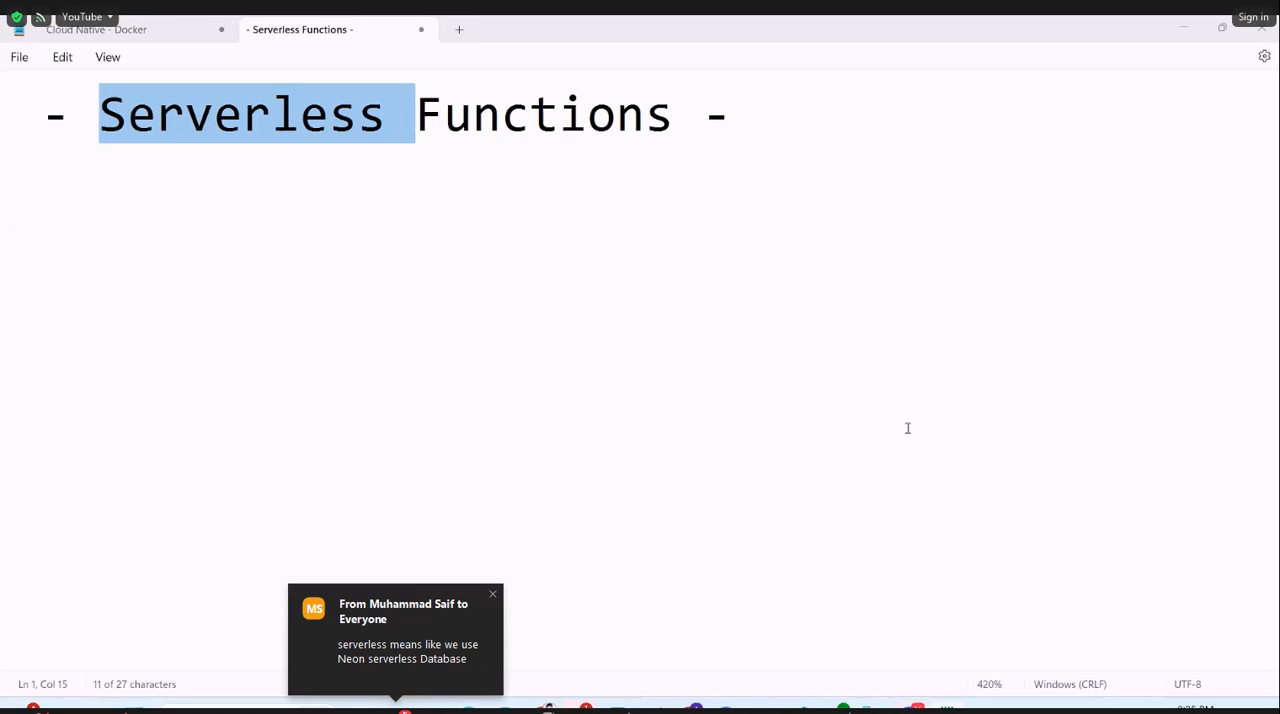 YouTube
Sign in
Cloud Native - Docker
- Serverless Functions -
File Edit View
- Serverless Functions -
MS
From Muhammad Saif to
Everyone
serverless means like we use
Neon serverless Database
Ln 1, Col 15
11 of 27 characters
420%
Windows (CRLF)
UTF-8